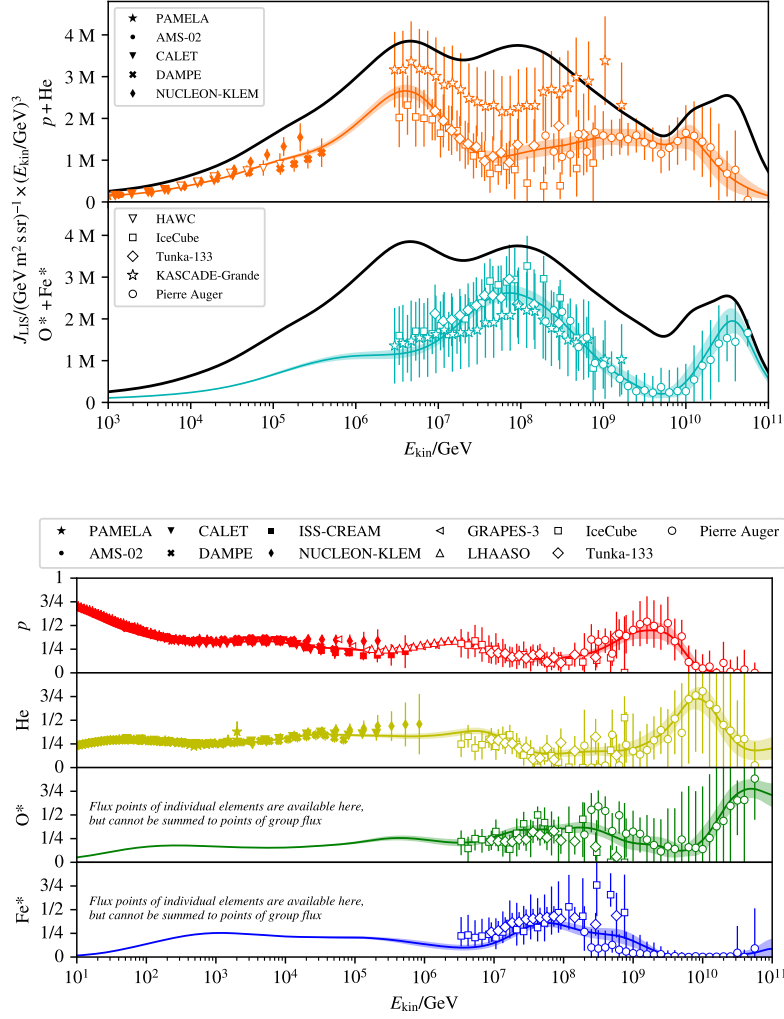 PAMELA
AMS-02
CALET
DAMPE
NUCLEON-KLEM
4 M
3 M
2 M
1 M
0
p + He
HAWC
IceCube
Tunka-133
KASCADE-Grande
Pierre Auger
4 M
3 M
2 M
1 M
0
O* + Fe*
J_LIS/(GeV m² s sr)⁻¹ × (E_kin/GeV)³
10³ 10⁴ 10⁵ 10⁶ 10⁷ 10⁸ 10⁹ 10¹⁰ 10¹¹
E_kin/GeV
PAMELA CALET ISS-CREAM GRAPES-3 IceCube Pierre Auger
AMS-02 DAMPE NUCLEON-KLEM LHAASO Tunka-133
1
3/4
1/2
1/4
0
p
3/4
1/2
1/4
0
He
3/4
1/2
1/4
0
O*
Flux points of individual elements are available here,
but cannot be summed to points of group flux
3/4
1/2
1/4
0
Fe*
Flux points of individual elements are available here,
but cannot be summed to points of group flux
10¹ 10² 10³ 10⁴ 10⁵ 10⁶ 10⁷ 10⁸ 10⁹ 10¹⁰ 10¹¹
E_kin/GeV